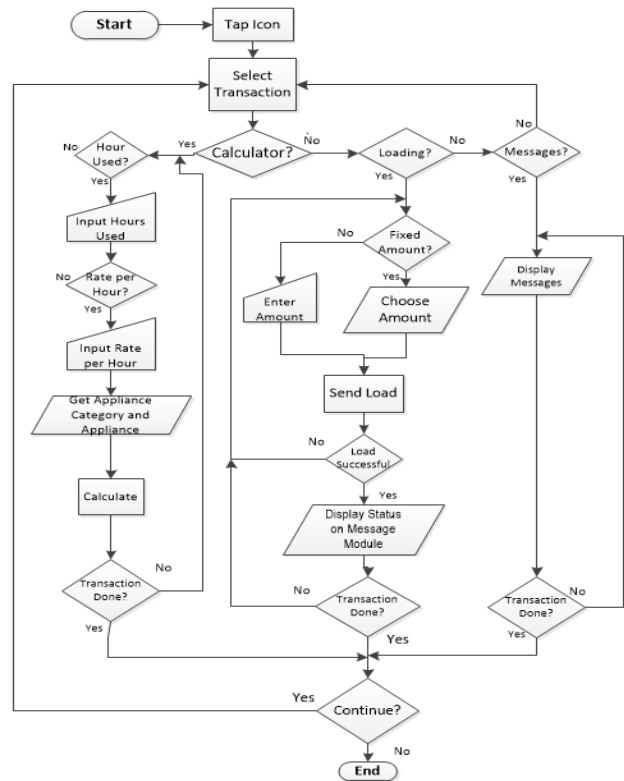 Start
Tap Icon
Select
Transaction
No
Hour
Used?
Yes
Calculator?
No
Loading?
No
Messages?
No
Yes
Yes
Yes
Input Hours
Used
No
Fixed
Amount?
Yes
Display
Messages
No
Rate per
Hour?
Yes
Enter
Amount
Choose
Amount
Input Rate
per Hour
Send Load
Get Appliance
Category and
Appliance
No
Load
Successful
Yes
Calculate
Display Status
on Message
Module
Transaction
Done?
No
Yes
No
Transaction
Done?
Yes
Transaction
Done?
No
Yes
Yes
Continue?
No
End